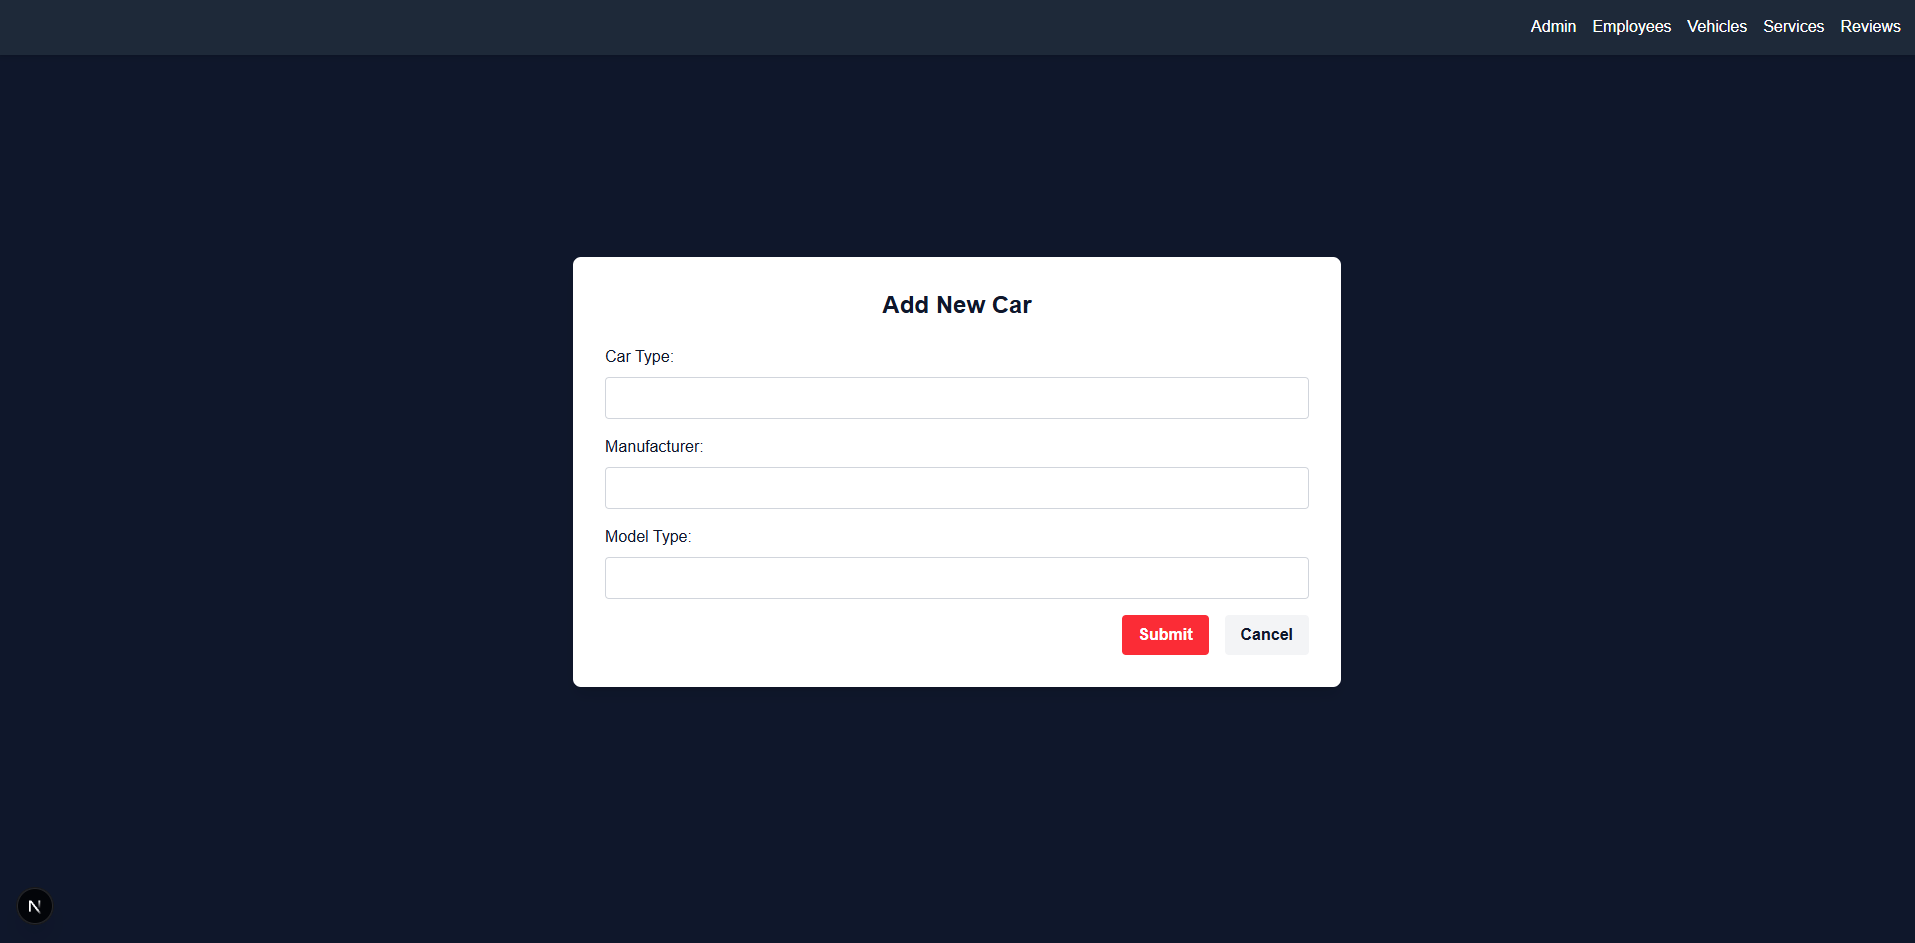 Admin Employees Vehicles Services Reviews
Add New Car
Car Type:
Manufacturer:
Model Type:
Submit Cancel
N